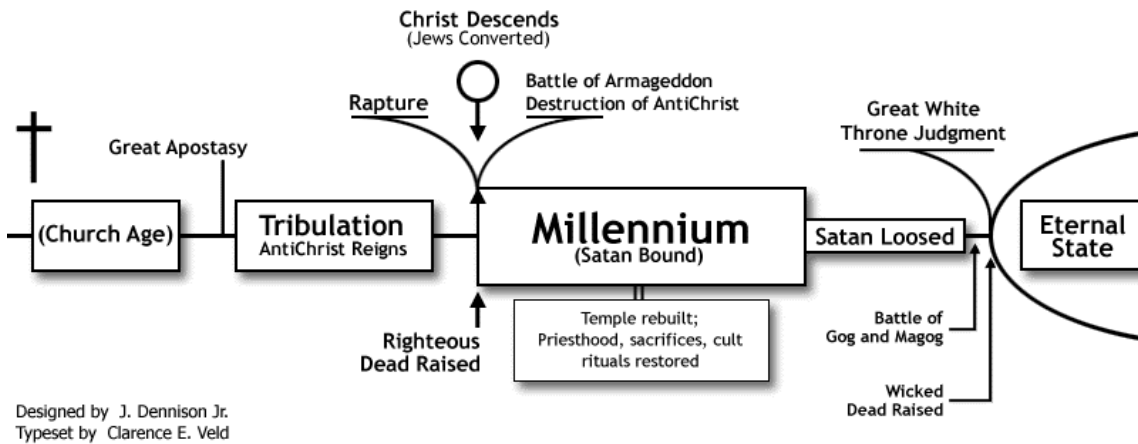 Christ Descends
(Jews Converted)
Rapture
Battle of Armageddon
Destruction of AntiChrist
Great White
Throne Judgment
Great Apostasy
(Church Age)
Tribulation
AntiChrist Reigns
Millennium
(Satan Bound)
Satan Loosed
Eternal
State
Righteous
Dead Raised
Temple rebuilt;
Priesthood, sacrifices, cult
rituals restored
Battle of
Gog and Magog
Wicked
Dead Raised
Designed by J. Dennison Jr.
Typeset by Clarence E. Veld